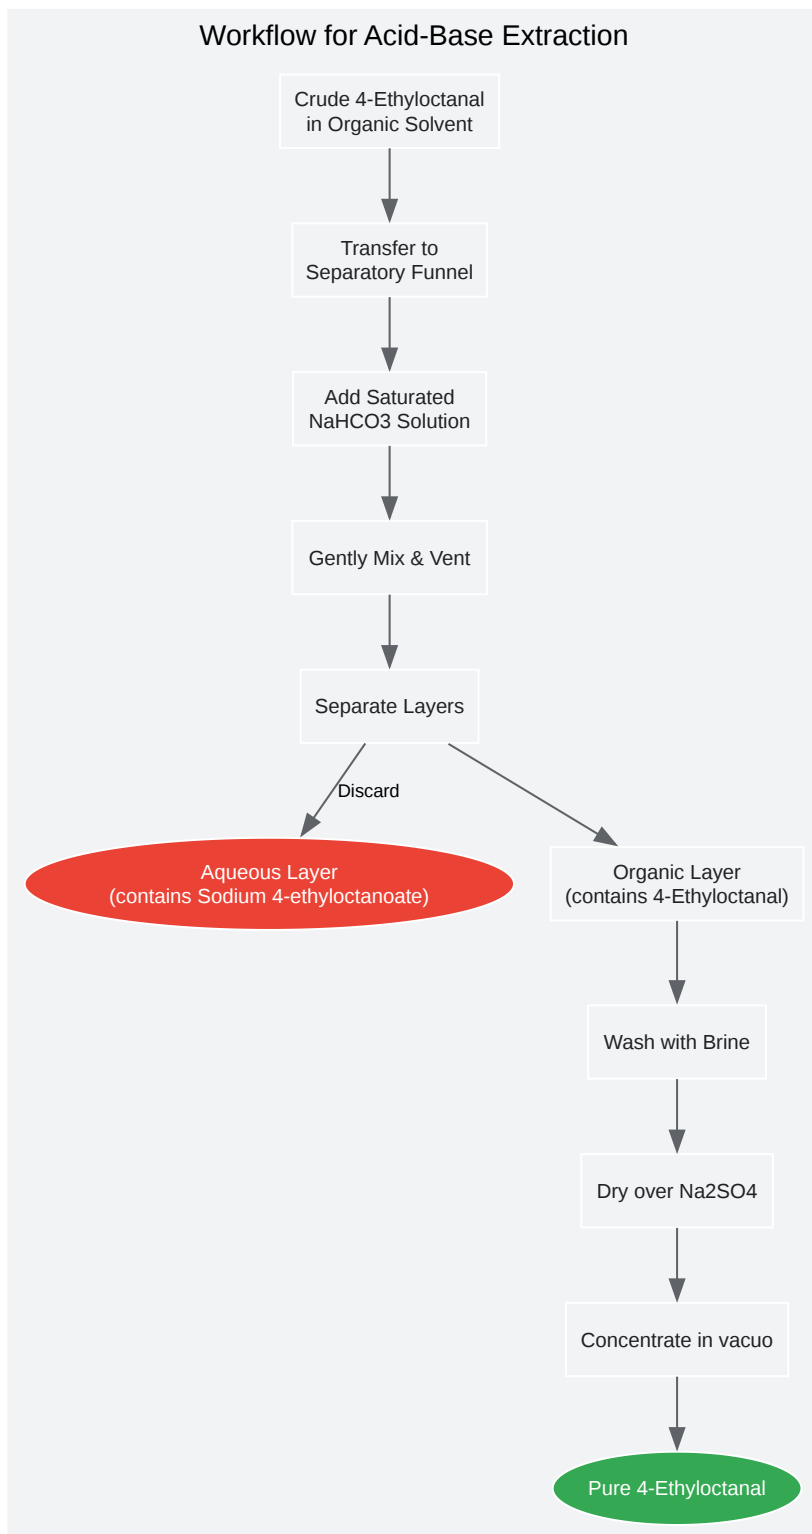 Workflow for Acid-Base Extraction
Crude 4-Ethyloctanal
in Organic Solvent
Transfer to
Separatory Funnel
Add Saturated
NaHCO3 Solution
Gently Mix & Vent
Separate Layers
Discard
Aqueous Layer
(contains Sodium 4-ethyloctanoate)
Organic Layer
(contains 4-Ethyloctanal)
Wash with Brine
Dry over Na2SO4
Concentrate in vacuo
Pure 4-Ethyloctanal